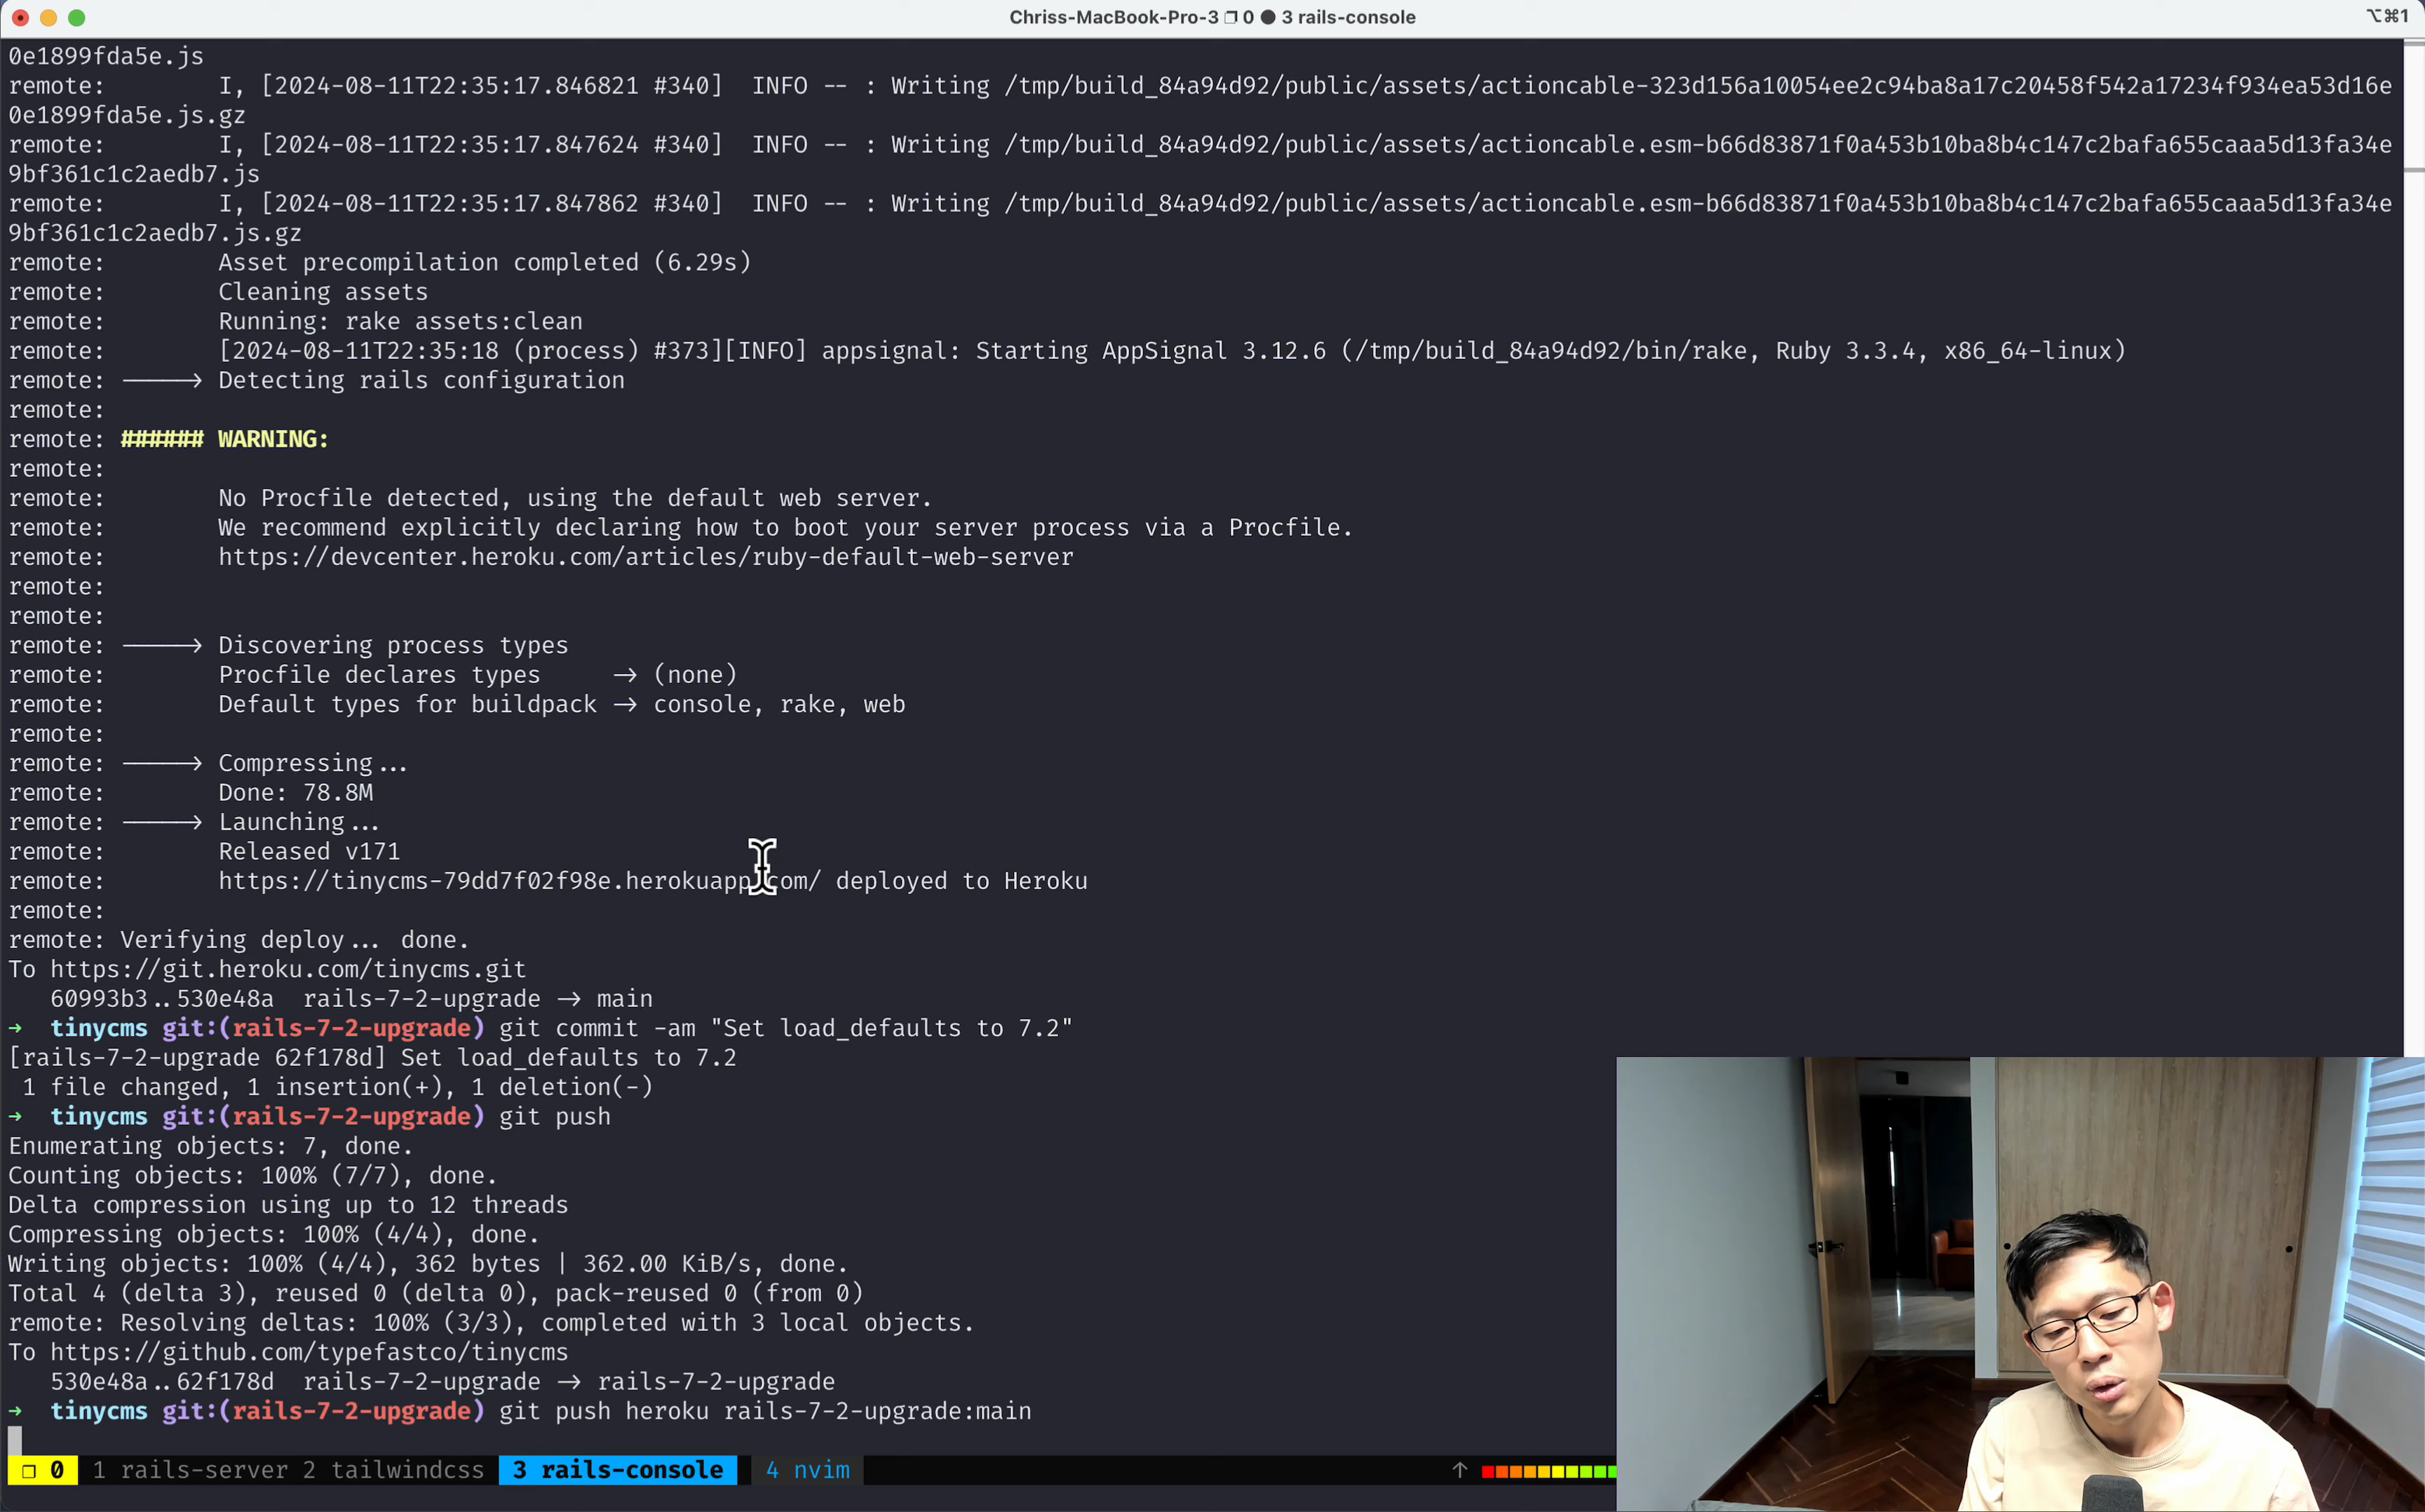 Chriss-MacBook-Pro-3 ❐ 0 ● 3 rails-console
⌥⌘1
0e1899fda5e.js
remote:        I, [2024-08-11T22:35:17.846821 #340]  INFO -- : Writing /tmp/build_84a94d92/public/assets/actioncable-323d156a10054ee2c94ba8a17c20458f542a17234f934ea53d16e
0e1899fda5e.js.gz
remote:        I, [2024-08-11T22:35:17.847624 #340]  INFO -- : Writing /tmp/build_84a94d92/public/assets/actioncable.esm-b66d83871f0a453b10ba8b4c147c2bafa655caaa5d13fa34e
9bf361c1c2aedb7.js
remote:        I, [2024-08-11T22:35:17.847862 #340]  INFO -- : Writing /tmp/build_84a94d92/public/assets/actioncable.esm-b66d83871f0a453b10ba8b4c147c2bafa655caaa5d13fa34e
9bf361c1c2aedb7.js.gz
remote:        Asset precompilation completed (6.29s)
remote:        Cleaning assets
remote:        Running: rake assets:clean
remote:        [2024-08-11T22:35:18 (process) #373][INFO] appsignal: Starting AppSignal 3.12.6 (/tmp/build_84a94d92/bin/rake, Ruby 3.3.4, x86_64-linux)
remote: -----> Detecting rails configuration
remote:
remote: ###### WARNING:
remote:
remote:        No Procfile detected, using the default web server.
remote:        We recommend explicitly declaring how to boot your server process via a Procfile.
remote:        https://devcenter.heroku.com/articles/ruby-default-web-server
remote:
remote:
remote: -----> Discovering process types
remote:        Procfile declares types     -> (none)
remote:        Default types for buildpack -> console, rake, web
remote:
remote: -----> Compressing...
remote:        Done: 78.8M
remote: -----> Launching...
remote:        Released v171
remote:        https://tinycms-79dd7f02f98e.herokuapp.com/ deployed to Heroku
remote:
remote: Verifying deploy... done.
To https://git.heroku.com/tinycms.git
   60993b3..530e48a  rails-7-2-upgrade -> main
➜  tinycms git:(rails-7-2-upgrade) git commit -am "Set load_defaults to 7.2"
[rails-7-2-upgrade 62f178d] Set load_defaults to 7.2
 1 file changed, 1 insertion(+), 1 deletion(-)
➜  tinycms git:(rails-7-2-upgrade) git push
Enumerating objects: 7, done.
Counting objects: 100% (7/7), done.
Delta compression using up to 12 threads
Compressing objects: 100% (4/4), done.
Writing objects: 100% (4/4), 362 bytes | 362.00 KiB/s, done.
Total 4 (delta 3), reused 0 (delta 0), pack-reused 0 (from 0)
remote: Resolving deltas: 100% (3/3), completed with 3 local objects.
To https://github.com/typefastco/tinycms
   530e48a..62f178d  rails-7-2-upgrade -> rails-7-2-upgrade
➜  tinycms git:(rails-7-2-upgrade) git push heroku rails-7-2-upgrade:main
❐ 0  1 rails-server 2 tailwindcss  3 rails-console  4 nvim  ↑